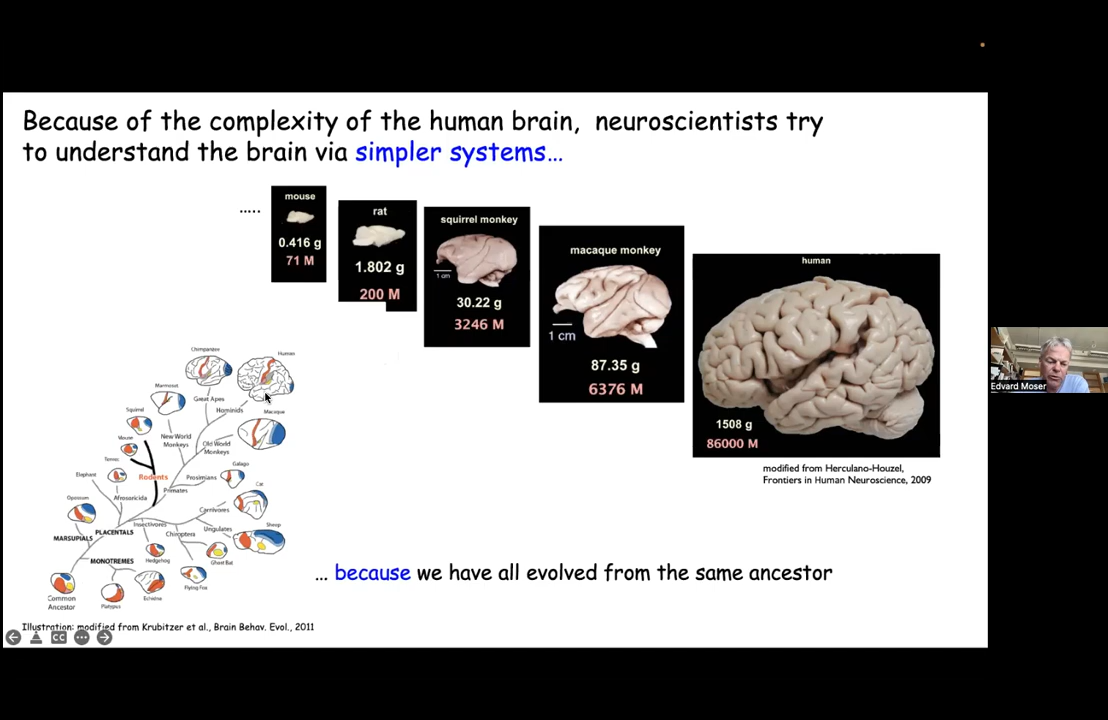 Because of the complexity of the human brain, neuroscientists try
to understand the brain via simpler systems...
.....
mouse
0.416 g
71 M
rat
1.802 g
200 M
squirrel monkey
1 cm
30.22 g
3246 M
macaque monkey
1 cm
87.35 g
6376 M
human
1508 g
86000 M
modified from Herculano-Houzel,
Frontiers in Human Neuroscience, 2009
Chimpanzee
Human
Marmoset
Great Apes
Hominids
Macaque
Squirrel
New World
Monkeys
Old World
Monkeys
Mouse
Tenrec
Galago
Elephant
Rodents
Prosimians
Cat
Primates
Opossum
Afrosoricida
Carnivores
Insectivores
Ungulates
Sheep
PLACENTALS
Chiroptera
MARSUPIALS
MONOTREMES
Hedgehog
Ghost Bat
Flying Fox
Common
Ancestor
Platypus
Echidna
... because we have all evolved from the same ancestor
Illustration: modified from Krubitzer et al., Brain Behav. Evol., 2011
CC
Edvard Moser